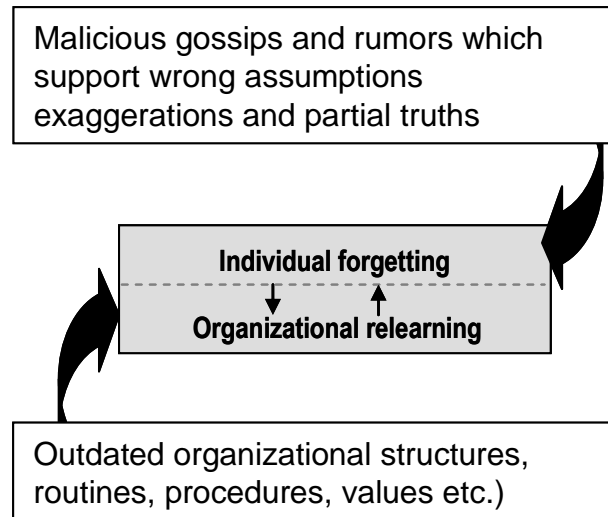 Malicious gossips and rumors which
support wrong assumptions
exaggerations and partial truths
Individual forgetting
Organizational relearning
Outdated organizational structures,
routines, procedures, values etc.)